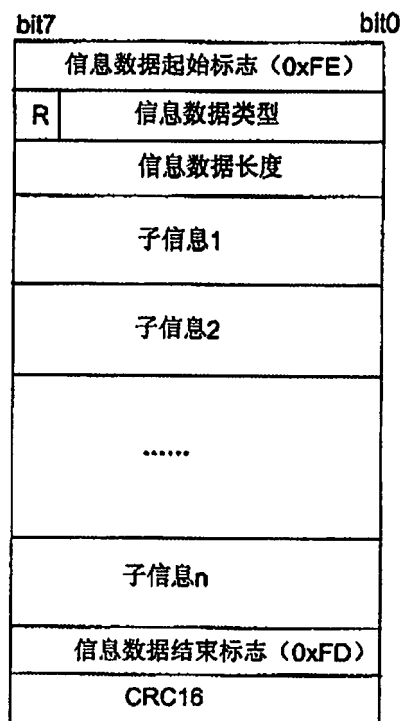 bit7 bit0
信息数据起始标志（0xFE）
R 信息数据类型
信息数据长度
子信息1
子信息2
......
子信息n
信息数据结束标志（0xFD）
CRC16